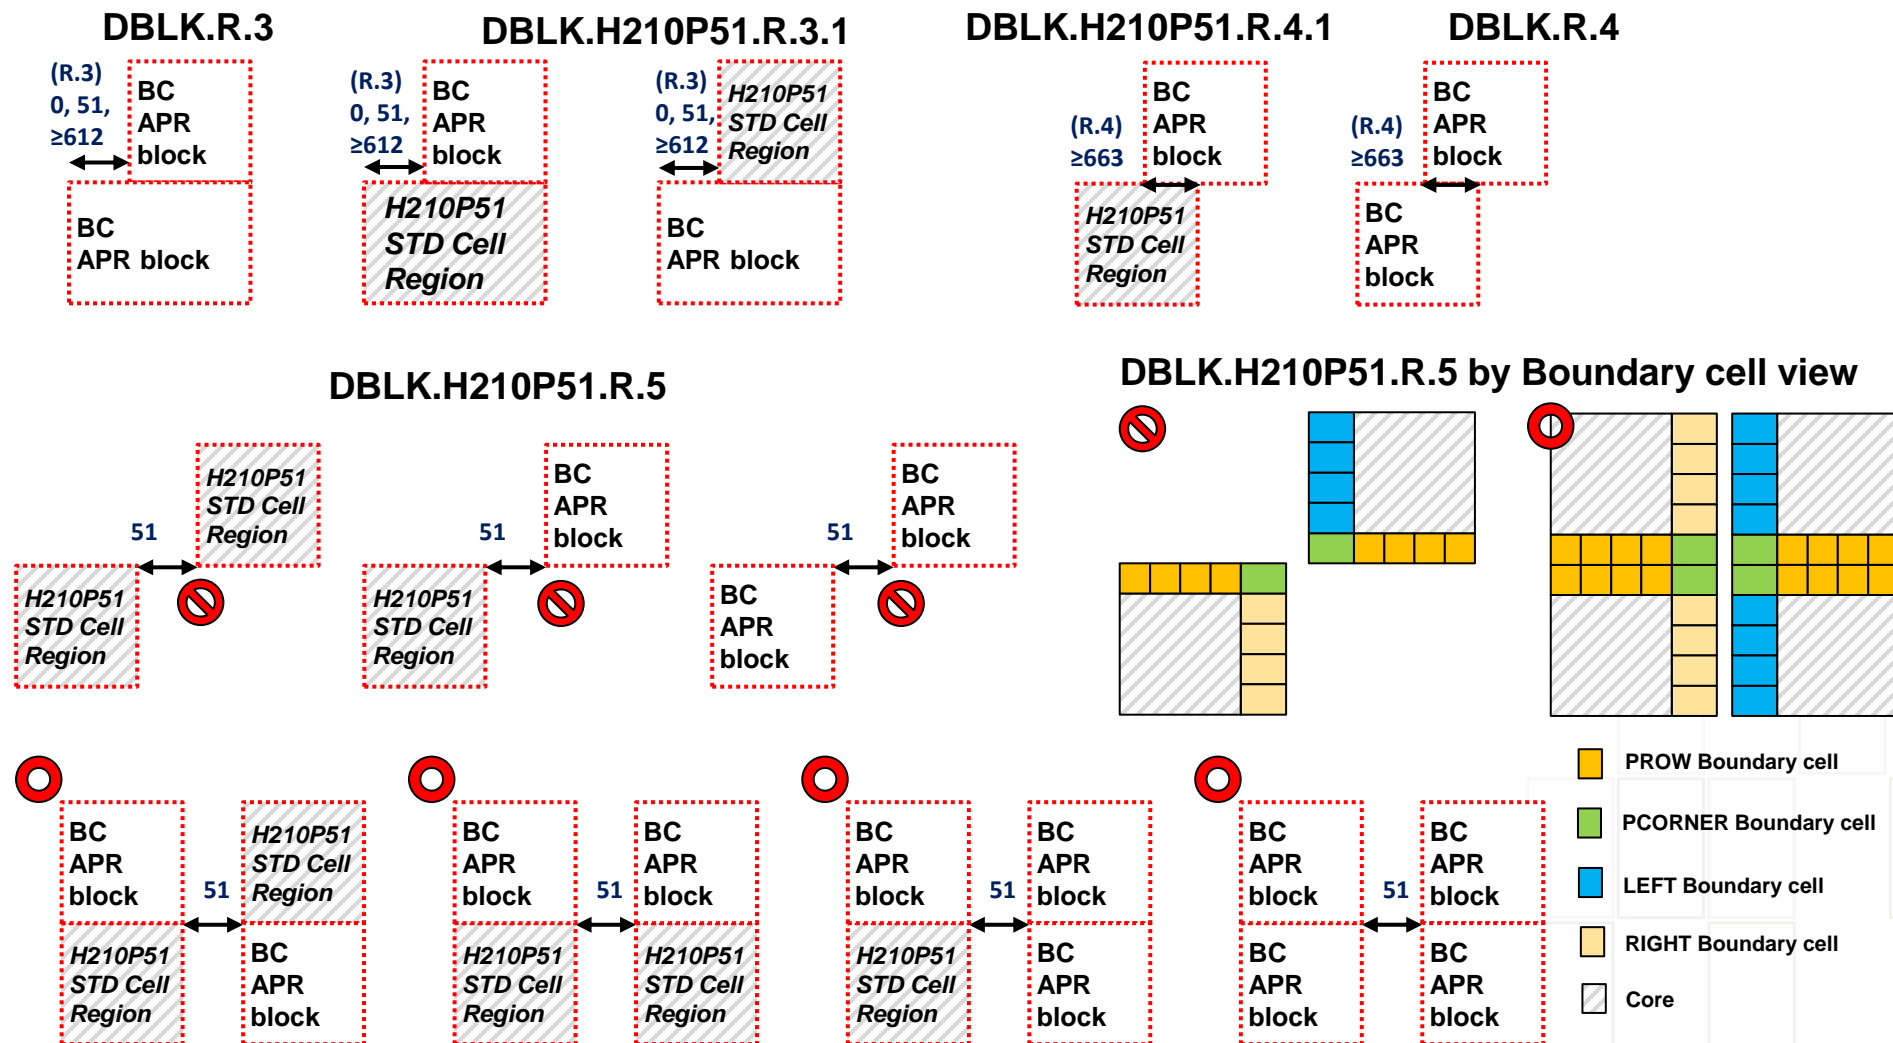 DBLK.R.3
DBLK.H210P51.R.3.1
DBLK.H210P51.R.4.1
DBLK.R.4
(R.3)
0, 51,
≥612
BC
APR
block
BC
APR block
(R.3)
0, 51,
≥612
BC
APR
block
H210P51
STD Cell
Region
(R.3)
0, 51,
≥612
H210P51
STD Cell
Region
BC
APR block
(R.4)
≥663
BC
APR
block
H210P51
STD Cell
Region
(R.4)
≥663
BC
APR
block
BC
APR
block
DBLK.H210P51.R.5
DBLK.H210P51.R.5 by Boundary cell view
H210P51
STD Cell
Region
51
H210P51
STD Cell
Region
BC
APR
block
51
H210P51
STD Cell
Region
BC
APR
block
51
BC
APR
block
BC
APR
block
H210P51
STD Cell
Region
51
H210P51
STD Cell
Region
BC
APR
block
BC
APR
block
BC
APR
block
51
H210P51
STD Cell
Region
H210P51
STD Cell
Region
BC
APR
block
BC
APR
block
51
H210P51
STD Cell
Region
BC
APR
block
BC
APR
block
BC
APR
block
51
BC
APR
block
BC
APR
block
PROW Boundary cell
PCORNER Boundary cell
LEFT Boundary cell
RIGHT Boundary cell
Core